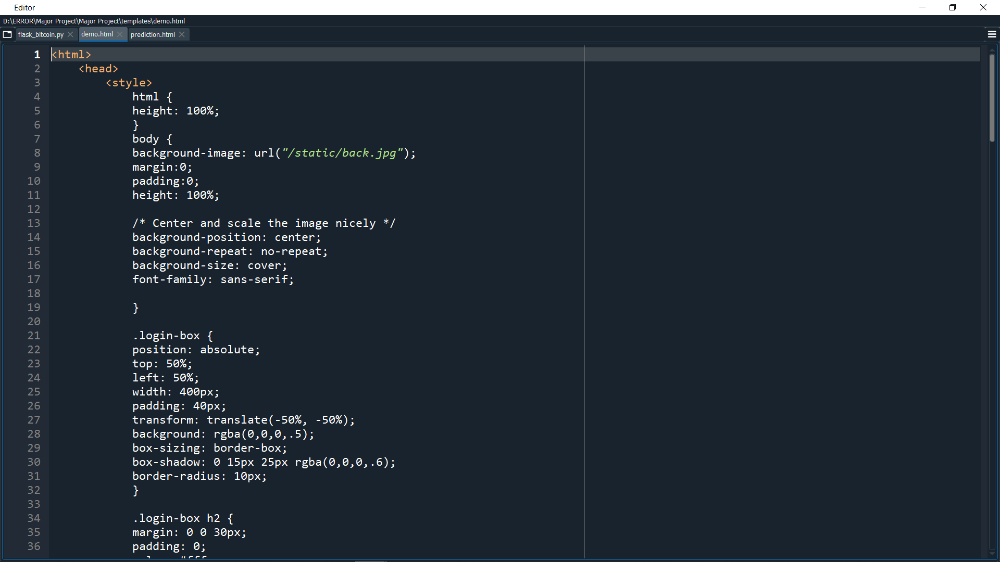 Editor
D:\ERROR\Major Project\Major Project\templates\demo.html
flask_bitcoin.py demo.html prediction.html
1 <html>
2 <head>
3 <style>
4 html {
5 height: 100%;
6 }
7 body {
8 background-image: url("/static/back.jpg");
9 margin:0;
10 padding:0;
11 height: 100%;
12
13 /* Center and scale the image nicely */
14 background-position: center;
15 background-repeat: no-repeat;
16 background-size: cover;
17 font-family: sans-serif;
18
19 }
20
21 .login-box {
22 position: absolute;
23 top: 50%;
24 left: 50%;
25 width: 400px;
26 padding: 40px;
27 transform: translate(-50%, -50%);
28 background: rgba(0,0,0,.5);
29 box-sizing: border-box;
30 box-shadow: 0 15px 25px rgba(0,0,0,.6);
31 border-radius: 10px;
32 }
33
34 .login-box h2 {
35 margin: 0 0 30px;
36 padding: 0;